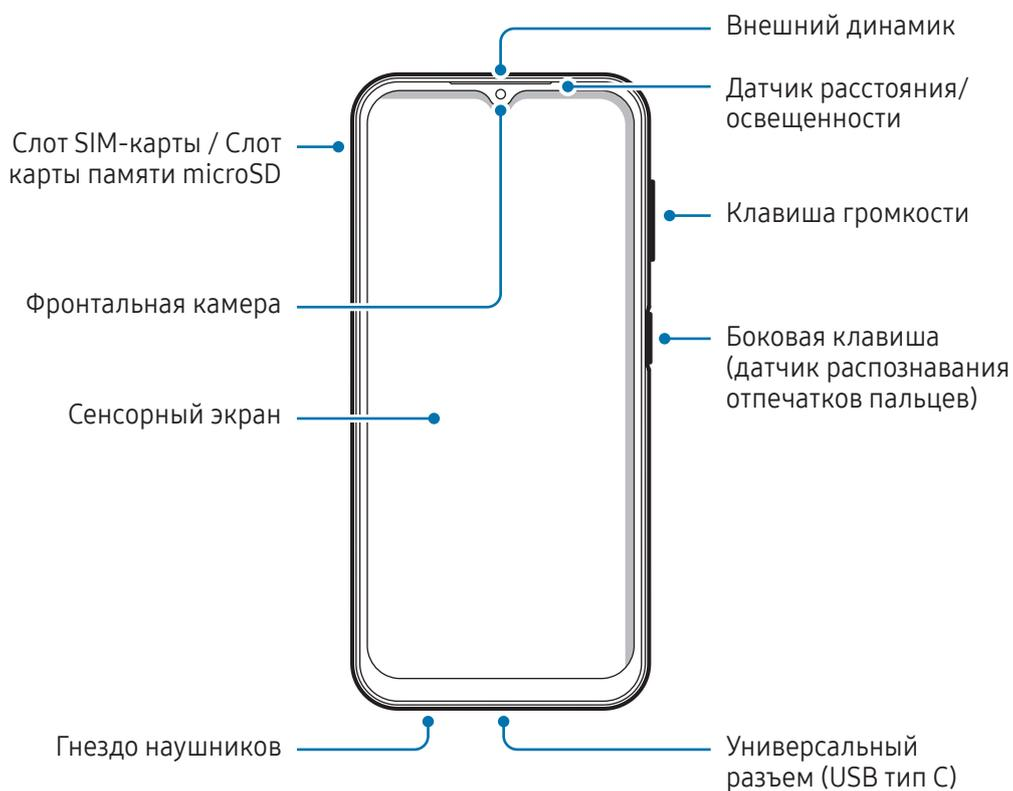 Внешний динамик
Датчик расстояния/
освещенности
Слот SIM-карты / Слот
карты памяти microSD
Клавиша громкости
Фронтальная камера
Боковая клавиша
(датчик распознавания
отпечатков пальцев)
Сенсорный экран
Гнездо наушников
Универсальный
разъем (USB тип C)